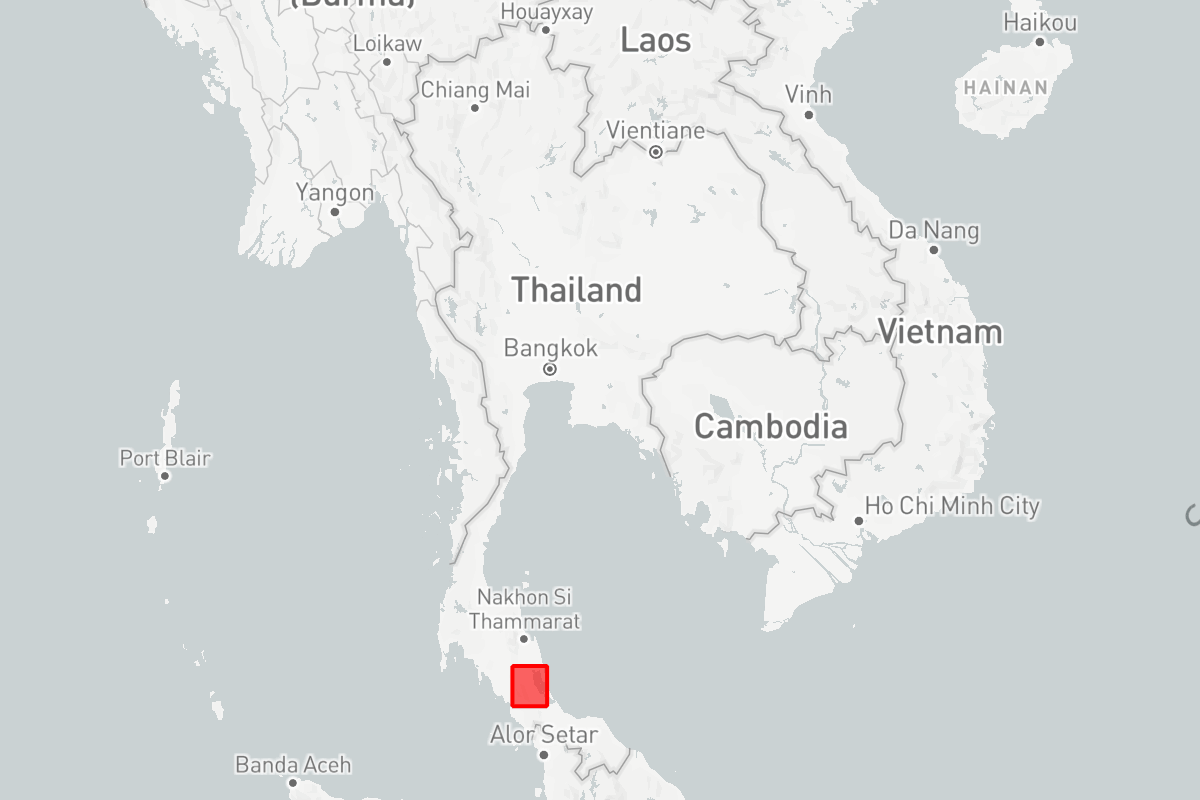 (Burma)
Houayxay
Haikou
Loikaw
Laos
Chiang Mai
HAINAN
Vinh
Vientiane
Yangon
Da Nang
Thailand
Vietnam
Bangkok
Cambodia
Port Blair
Ho Chi Minh City
Nakhon Si
Thammarat
Alor Setar
Banda Aceh